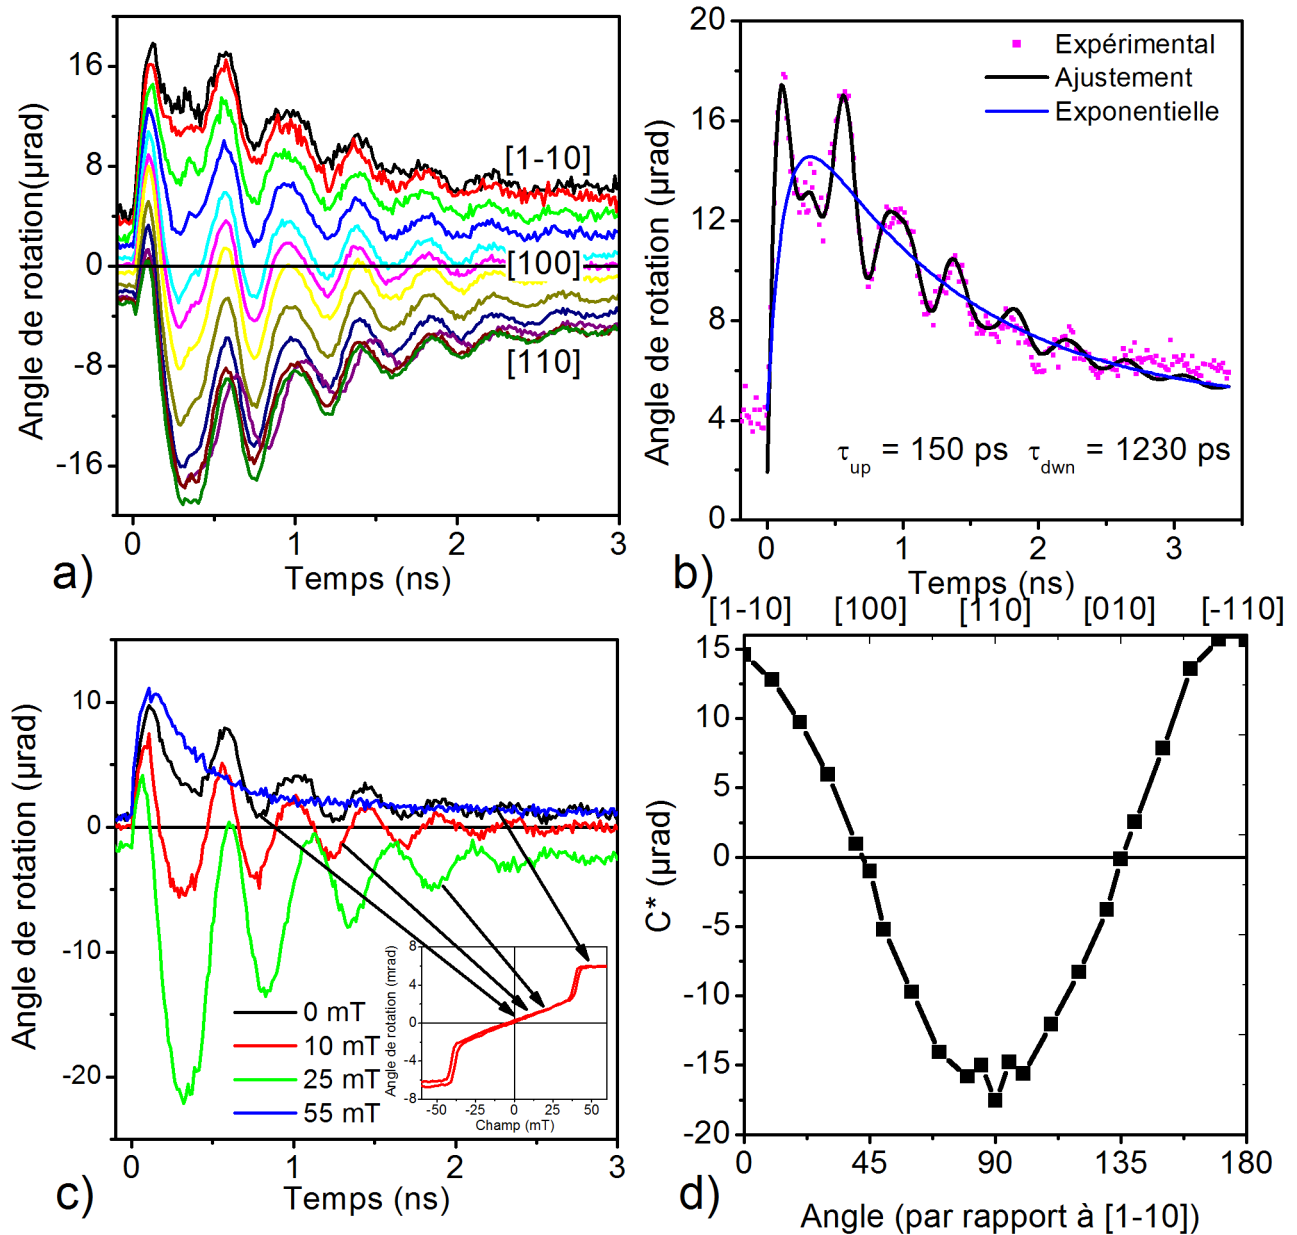 Angle de rotation(µrad)
16
8
0
-8
-16
[1-10]
[100]
[110]
0
1
2
3
Temps (ns)
a)
Angle de rotation (µrad)
20
16
12
8
4
0
Expérimental
Ajustement
Exponentielle
τup = 150 ps τdwn = 1230 ps
0
1
2
3
Temps (ns)
b)
Angle de rotation (µrad)
10
0
-10
-20
0 mT
10 mT
25 mT
55 mT
Angle de rotation (mrad)
8
4
0
-4
-8
-50
-25
0
25
50
Champ (mT)
0
1
2
3
Temps (ns)
c)
[1-10] [100] [110] [010] [-110]
C* (µrad)
15
10
5
0
-5
-10
-15
-20
0
45
90
135
180
Angle (par rapport à [1-10])
d)